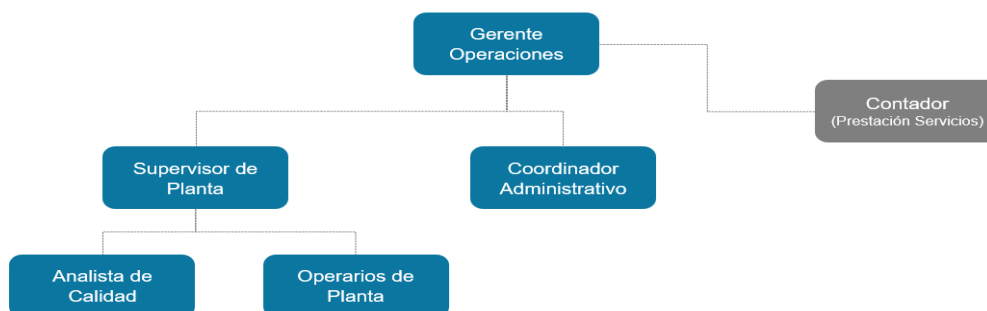 Gerente
Operaciones
Contador
(Prestación Servicios)
Supervisor de
Planta
Coordinador
Administrativo
Analista de
Calidad
Operarios de
Planta